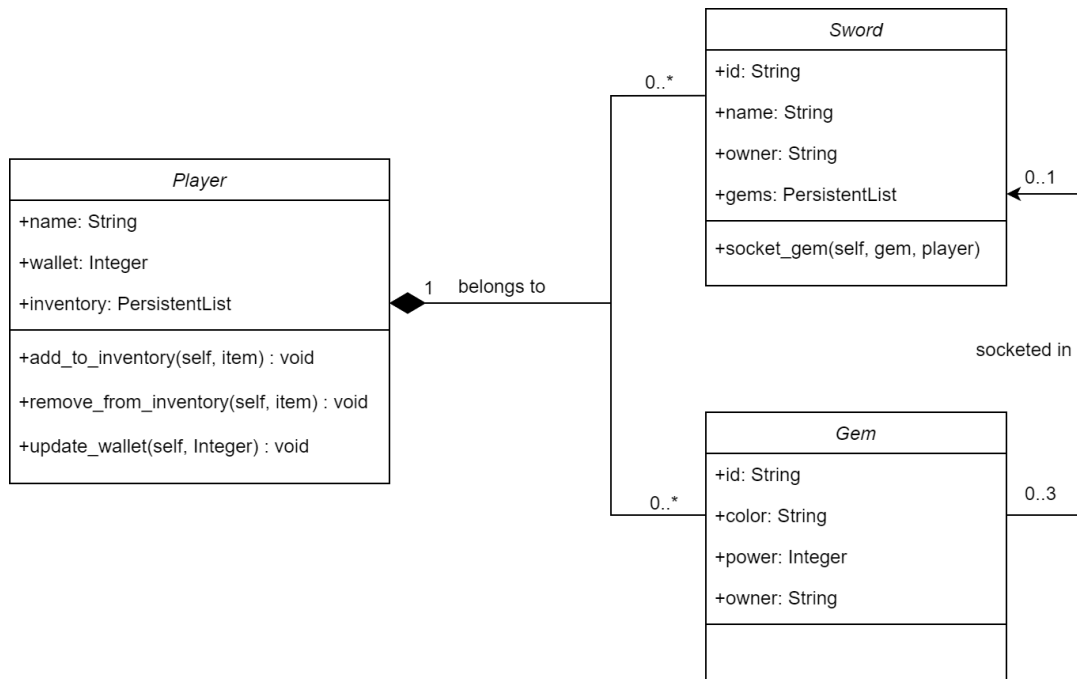 Player
+name: String
+wallet: Integer
+inventory: PersistentList
+add_to_inventory(self, item) : void
+remove_from_inventory(self, item) : void
+update_wallet(self, Integer) : void
1
belongs to
0..*
0..*
Sword
+id: String
+name: String
+owner: String
+gems: PersistentList
+socket_gem(self, gem, player)
0..1
socketed in
Gem
+id: String
+color: String
+power: Integer
+owner: String
0..3